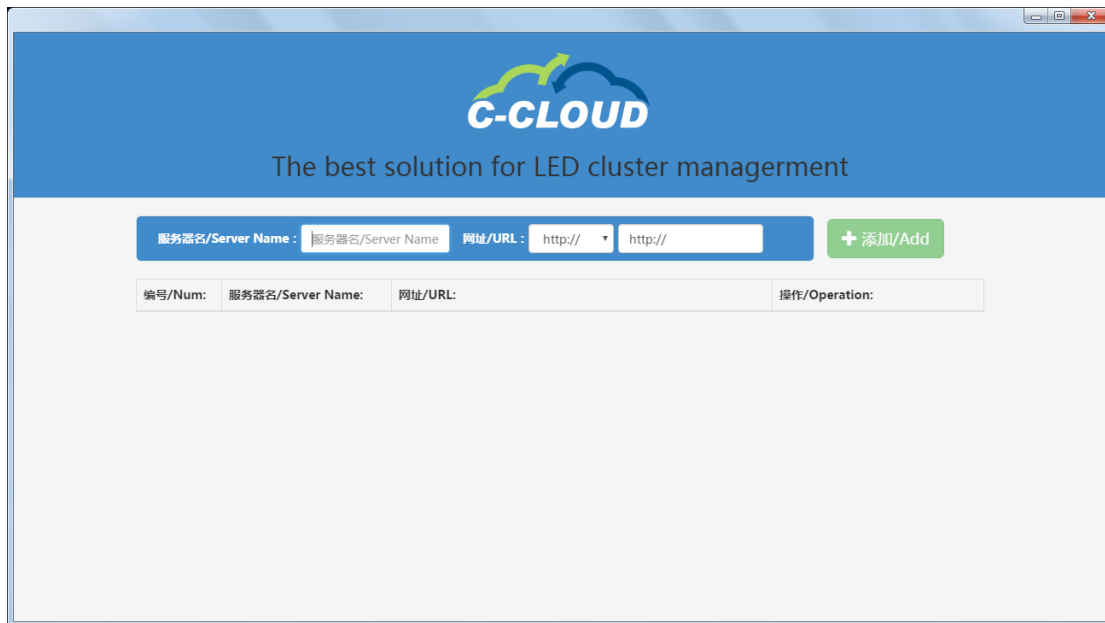 C-CLOUD
The best solution for LED cluster managerment
服务器名/Server Name : 服务器名/Server Name 网址/URL : http:// http:// 添加/Add
编号/Num: 服务器名/Server Name: 网址/URL: 操作/Operation: